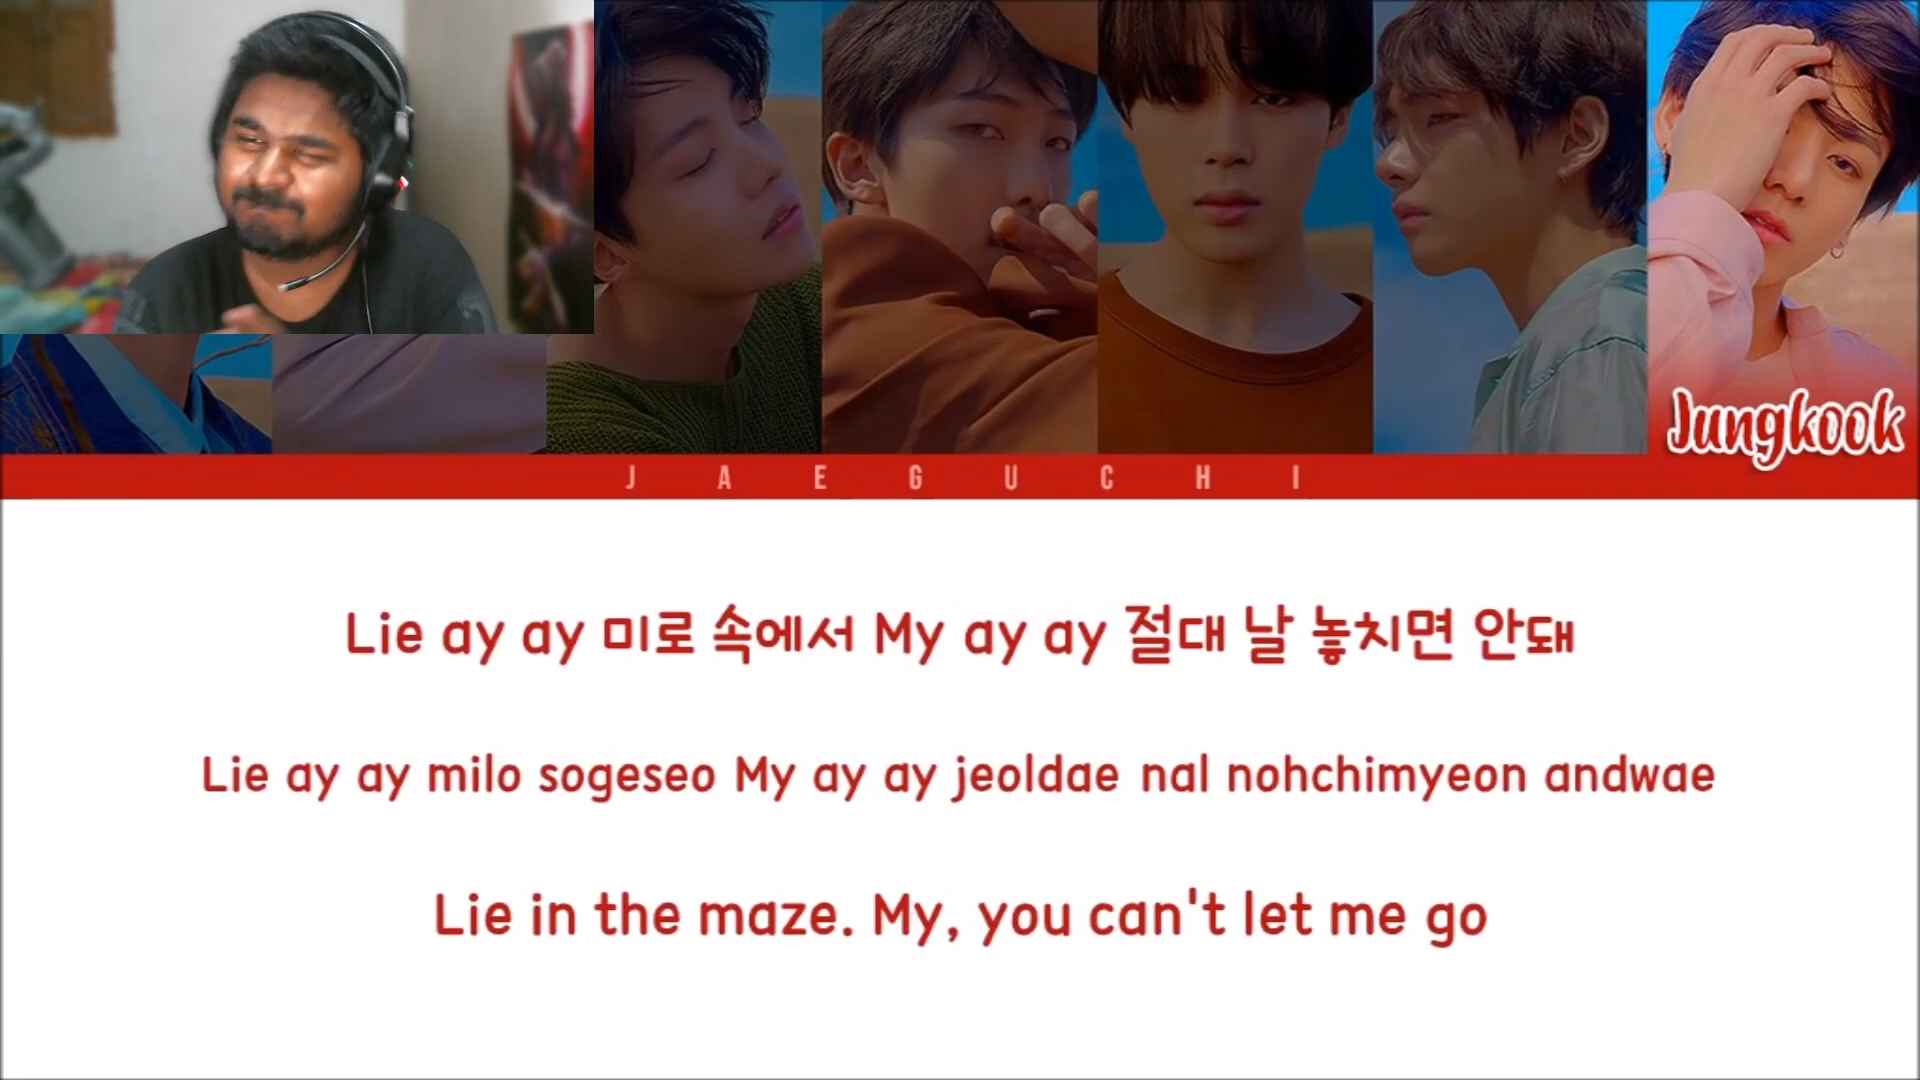 Jungkook
JAEGUCHI
Lie ay ay 미로 속에서 My ay ay 절대 날 놓치면 안돼
Lie ay ay milo sogeseo My ay ay jeoldae nal nohchimyeon andwae
Lie in the maze. My, you can't let me go